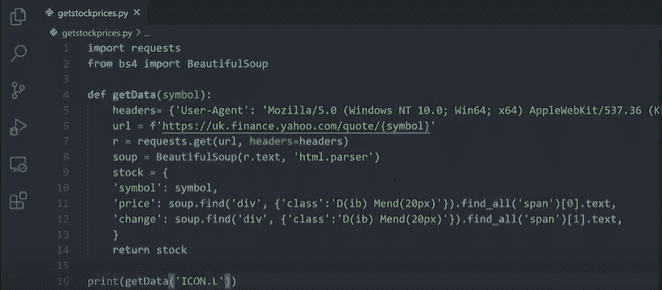 getstockprices.py ×
getstockprices.py > ...
1 import requests
2 from bs4 import BeautifulSoup
3
4 def getData(symbol):
5 headers= {'User-Agent': 'Mozilla/5.0 (Windows NT 10.0; Win64; x64) AppleWebKit/537.36 (K
6 url = f'https://uk.finance.yahoo.com/quote/{symbol}'
7 r = requests.get(url, headers=headers)
8 soup = BeautifulSoup(r.text, 'html.parser')
9 stock = {
10 'symbol': symbol,
11 'price': soup.find('div', {'class':'D(ib) Mend(20px)'}).find_all('span')[0].text,
12 'change': soup.find('div', {'class':'D(ib) Mend(20px)'}).find_all('span')[1].text,
13 }
14 return stock
15
16 print(getData('ICON.L'))